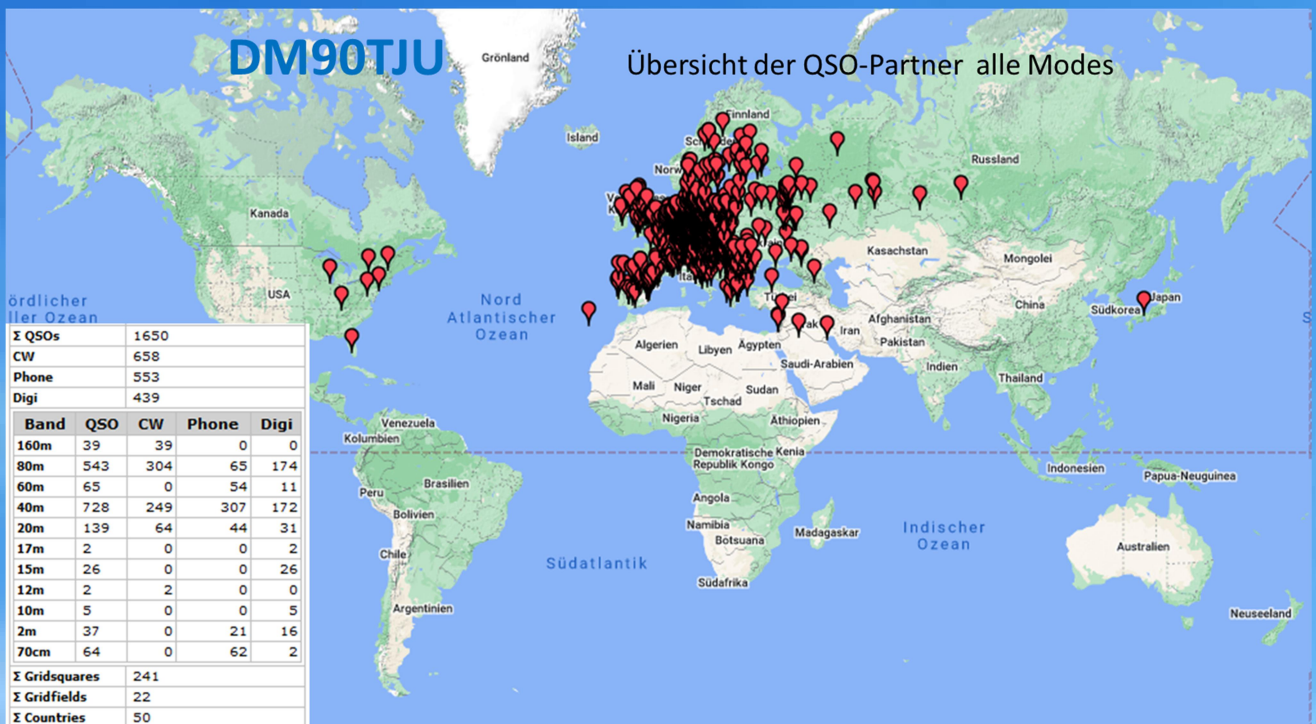 DM90TJU
Übersicht der QSO-Partner alle Modes
Grönland
Island
Finnland
Russland
Norw
Kanada
USA
Kasachstan
Mongolei
China
Südkorea
Japan
Afghanistan
Iran
Pakistan
Indien
Thailand
ördlicher
ller Ozean
Nord
Atlantischer
Ozean
Algerien
Libyen
Ägypten
Saudi-Arabien
Mali
Niger
Sudan
Tschad
Nigeria
Äthiopien
Demokratische
Republik Kongo
Kenia
Angola
Namibia
Botsuana
Madagaskar
Südafrika
Venezuela
Kolumbien
Brasilien
Peru
Bolivien
Chile
Argentinien
Südatlantik
Indischer
Ozean
Indonesien
Papua-Neuguinea
Australien
Neuseeland
Σ QSOs 1650
CW 658
Phone 553
Digi 439
Band QSO CW Phone Digi
160m 39 39 0 0
80m 543 304 65 174
60m 65 0 54 11
40m 728 249 307 172
20m 139 64 44 31
17m 2 0 0 2
15m 26 0 0 26
12m 2 2 0 0
10m 5 0 0 5
2m 37 0 21 16
70cm 64 0 62 2
Σ Gridsquares 241
Σ Gridfields 22
Σ Countries 50